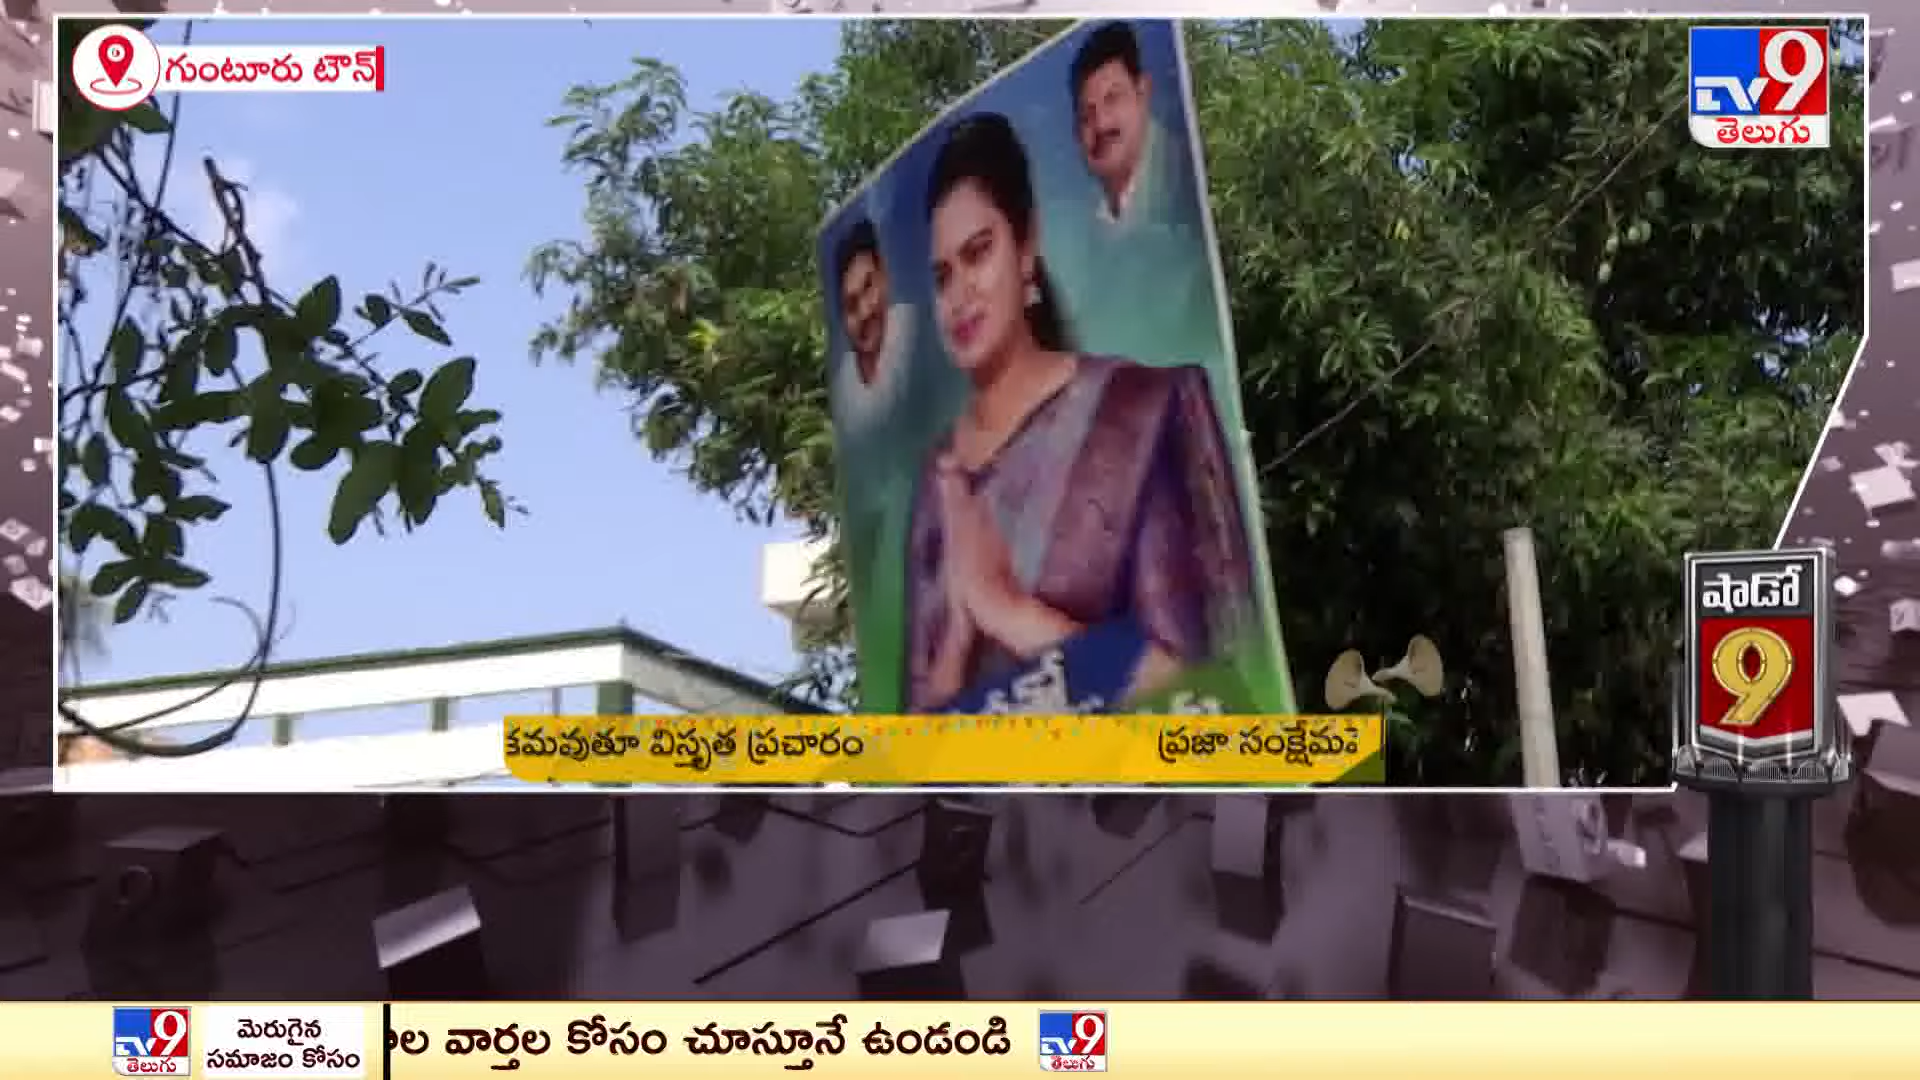 గుంటూరు టౌన్
TV9
తెలుగు
షాడో
9
కమవుతూ విస్తృత ప్రచారం ప్రజా సంక్షేమ
TV9
తెలుగు
మెరుగైన
సమాజం కోసం
ల వార్తల కోసం చూస్తూనే ఉండండి
TV9
తెలుగు